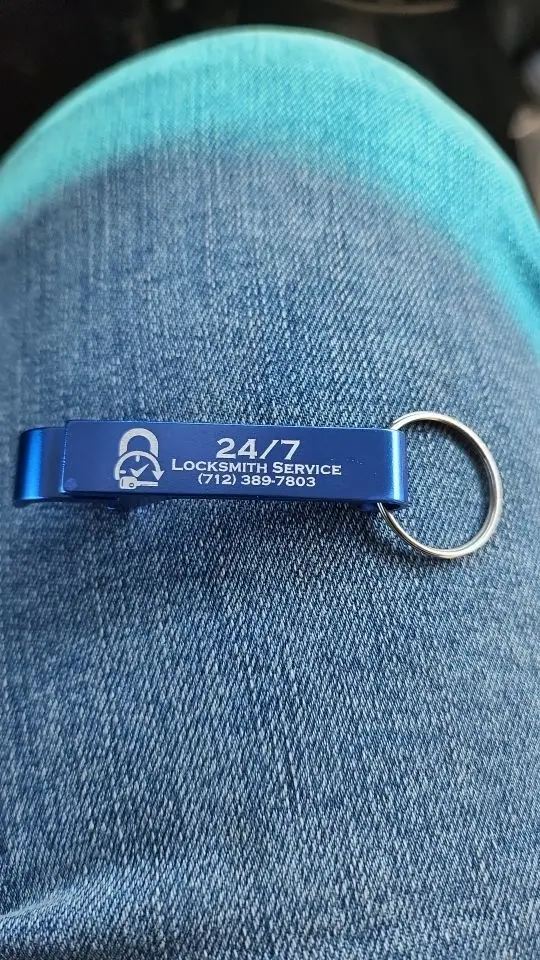 24/7
Locksmith Service
(712) 389-7803